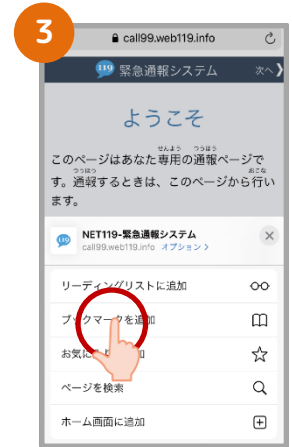 3
call99.web119.info
119 緊急通報システム 次へ
ようこそ
せんよう つうほう
このページはあなた専用の通報ページで
つうほう おこな
す。通報するときは、このページから行い
ます。
119 NET119-緊急通報システム
call99.web119.info オプション
リーディングリストに追加
ブックマークを追加
お気に
ページを検索
ホーム画面に追加